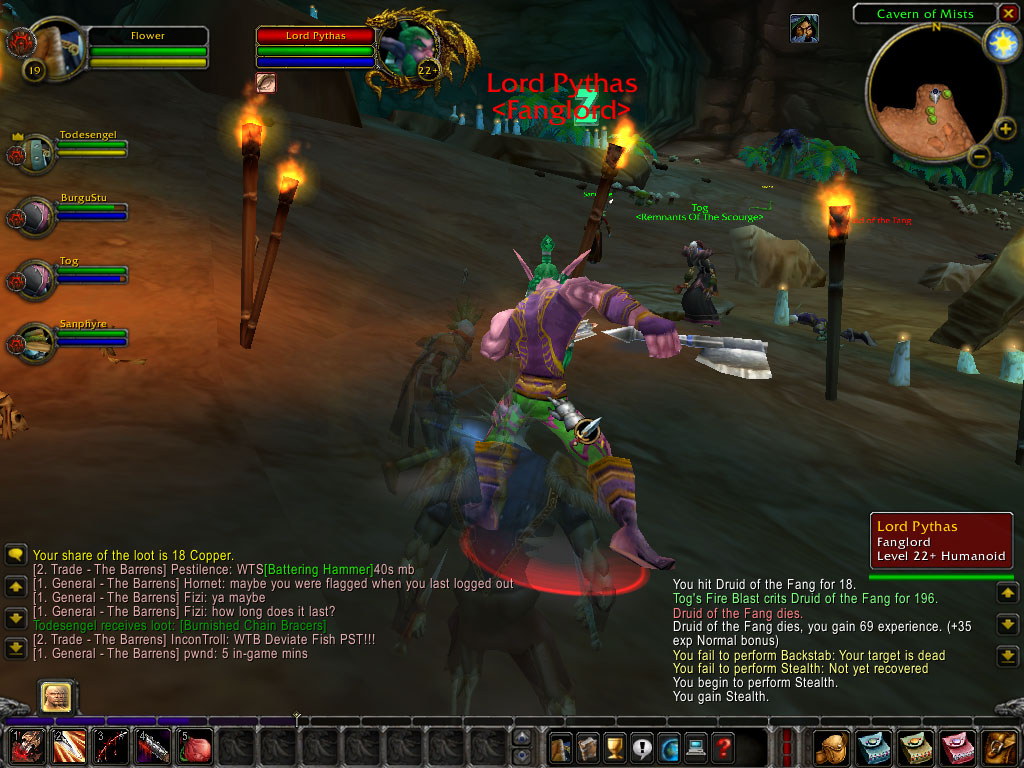 Flower
19
Lord Pythas
22+
Cavern of Mists
N
Lord Pythas
<Fanglord>
Todesengel
BurguStu
Tog
Sanphyre
Tog
<Remnants Of The Scourge>
of the Fang
Lord Pythas
Fanglord
Level 22+ Humanoid
Your share of the loot is 18 Copper.
[2. Trade - The Barrens] Pestilence: WTS[Battering Hammer]40s mb
[1. General - The Barrens] Hornet: maybe you were flagged when you last logged out
[1. General - The Barrens] Fizi: ya maybe
[1. General - The Barrens] Fizi: how long does it last?
Todesengel receives loot: [Burnished Chain Bracers]
[2. Trade - The Barrens] InconTroll: WTB Deviate Fish PST!!!
[1. General - The Barrens] pwnd: 5 in-game mins
You hit Druid of the Fang for 18.
Tog's Fire Blast crits Druid of the Fang for 196.
Druid of the Fang dies.
Druid of the Fang dies, you gain 69 experience. (+35
exp Normal bonus)
You fail to perform Backstab: Your target is dead
You fail to perform Stealth: Not yet recovered
You begin to perform Stealth.
You gain Stealth.
1 2 3 4 5